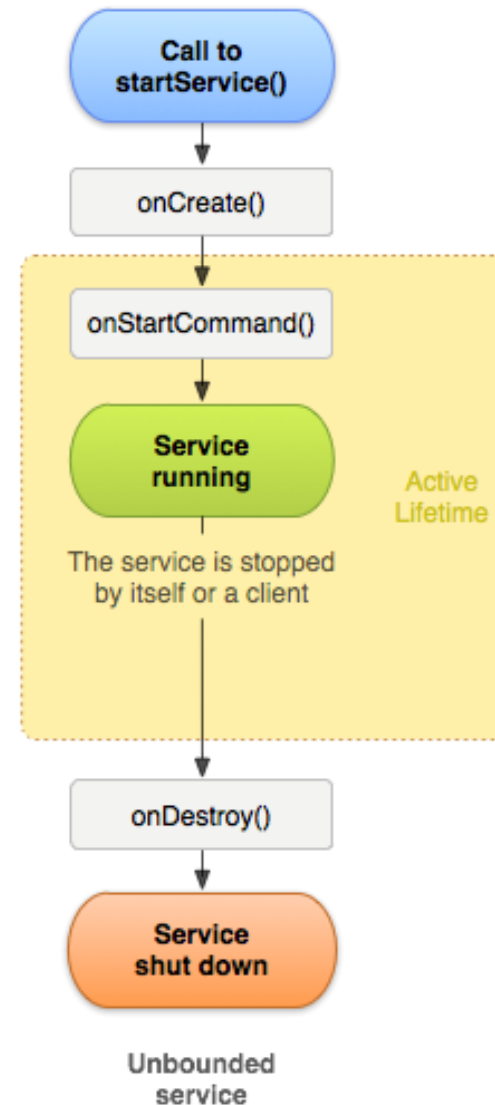 Call to
startService()
onCreate()
onStartCommand()
Service
running
Active
Lifetime
The service is stopped
by itself or a client
onDestroy()
Service
shut down
Unbounded
service